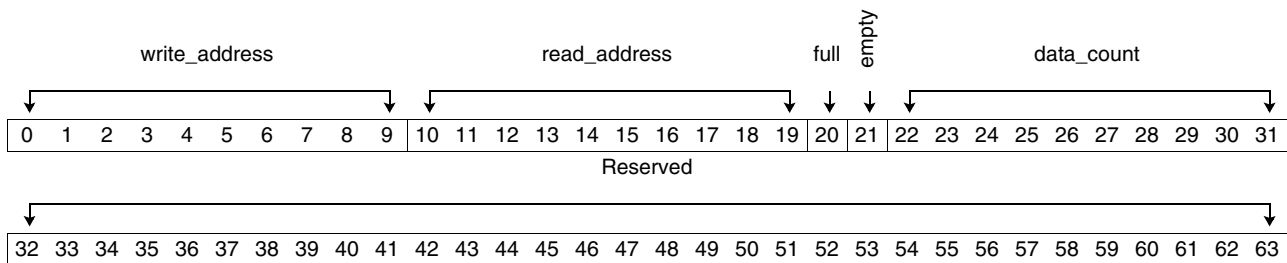 write_address read_address full empty data_count
0 1 2 3 4 5 6 7 8 9 10 11 12 13 14 15 16 17 18 19 20 21 22 23 24 25 26 27 28 29 30 31
Reserved
32 33 34 35 36 37 38 39 40 41 42 43 44 45 46 47 48 49 50 51 52 53 54 55 56 57 58 59 60 61 62 63